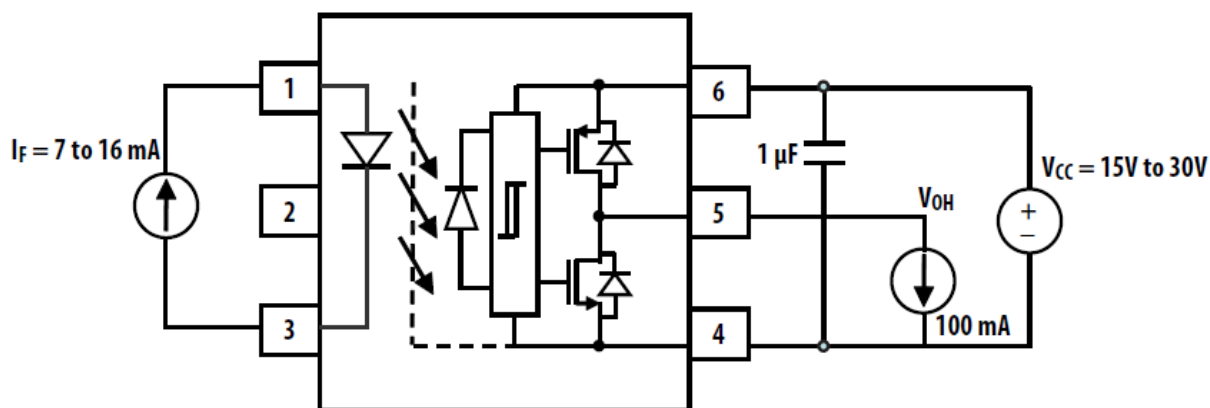 1
6
I_F = 7 to 16 mA
1 µF
V_CC = 15V to 30V
2
5
V_OH
+
−
3
4
100 mA